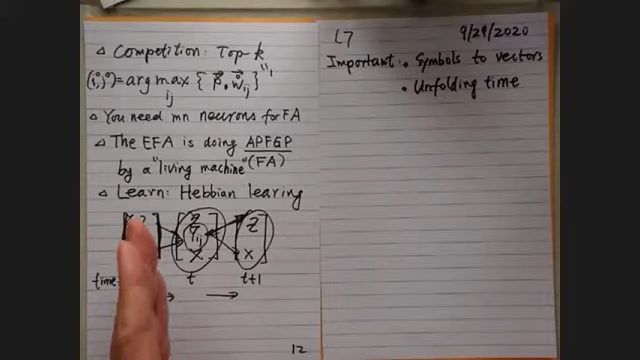 △ Competition: Top k
(i,j) = arg max { p⃗ · w⃗ij }
ij
△ You need mn neurons for FA
△ The EFA is doing APFGP
by a "living machine" (FA)
△ Learn: Hebbian learing
Z Z
Yij
X X
time: t t+1
12
L7 9/29/2020
Important: • Symbols to vectors
• Unfolding time